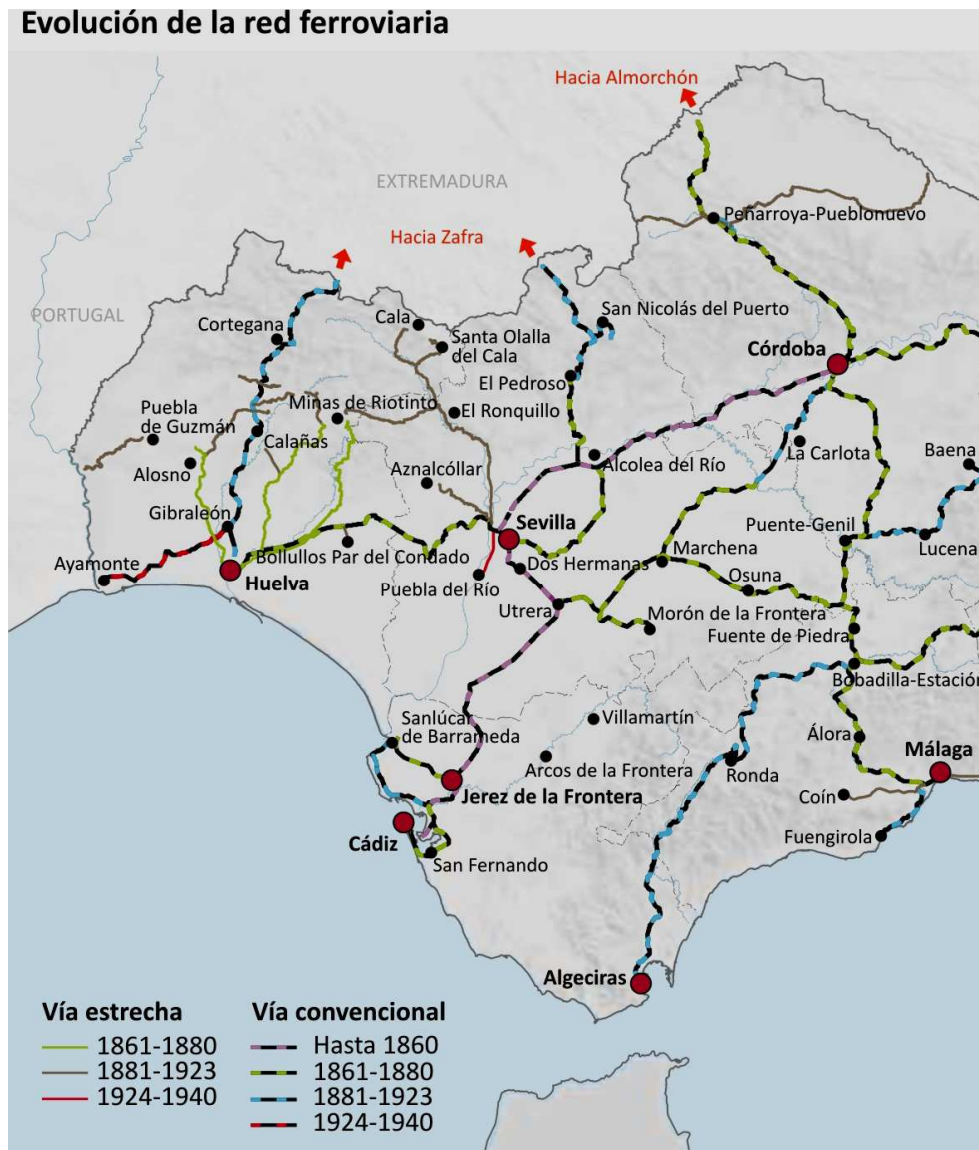 Evolución de la red ferroviaria
Hacia Almorchón
EXTREMADURA
Peñarroya-Pueblonuevo
Hacia Zafra
PORTUGAL
Cortegana
Cala
San Nicolás del Puerto
Santa Olalla
del Cala
Córdoba
El Pedroso
Puebla
de Guzmán
Minas de Riotinto
El Ronquillo
Calañas
La Carlota
Baena
Alosno
Aznalcóllar
Alcolea del Río
Gibraleón
Sevilla
Puente-Genil
Lucena
Ayamonte
Bollullos Par del Condado
Dos Hermanas
Marchena
Huelva
Puebla del Río
Osuna
Utrera
Morón de la Frontera
Fuente de Piedra
Bobadilla-Estación
Sanlúcar
de Barrameda
Villamartín
Álora
Málaga
Arcos de la Frontera
Ronda
Jerez de la Frontera
Coín
Cádiz
Fuengirola
San Fernando
Algeciras
Vía estrecha
1861-1880
1881-1923
1924-1940
Vía convencional
Hasta 1860
1861-1880
1881-1923
1924-1940